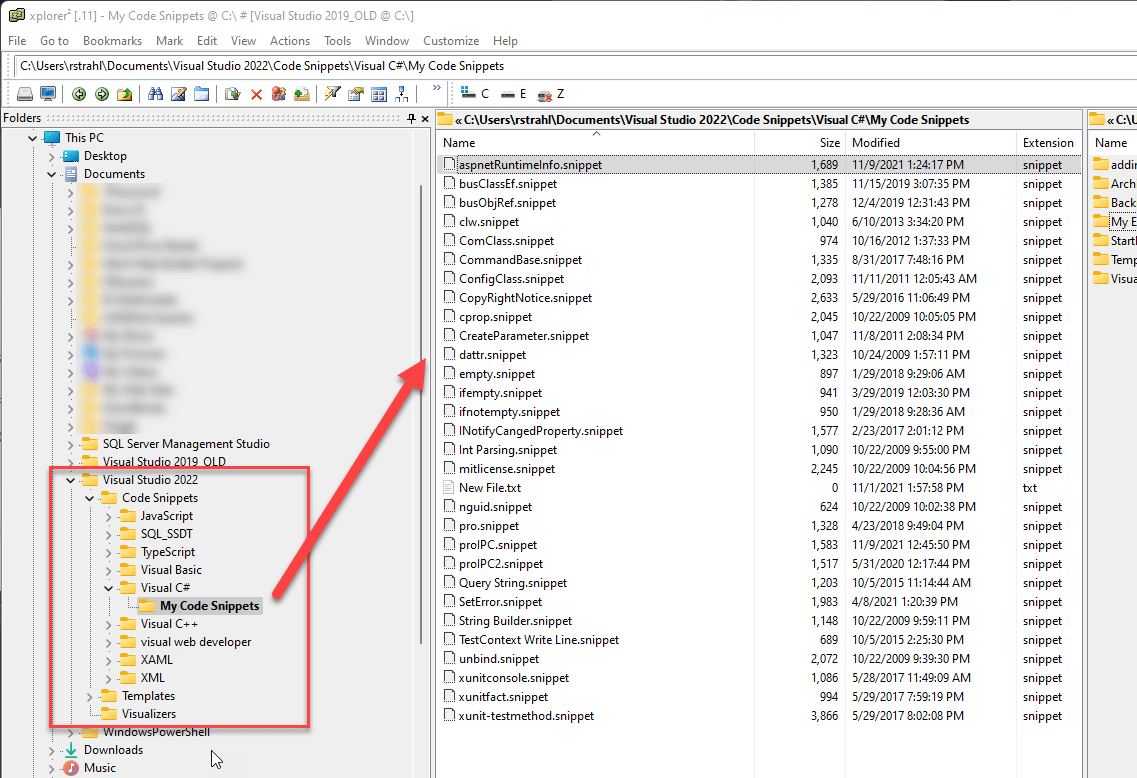 xplorer² [.11] - My Code Snippets @ C:\ # [Visual Studio 2019_OLD @ C:\]
File Go to Bookmarks Mark Edit View Actions Tools Window Customize Help
C:\Users\rstrahl\Documents\Visual Studio 2022\Code Snippets\Visual C#\My Code Snippets
» C E Z
Folders
This PC
Desktop
Documents
SQL Server Management Studio
Visual Studio 2019_OLD
Visual Studio 2022
Code Snippets
JavaScript
SQL_SSDT
TypeScript
Visual Basic
Visual C#
My Code Snippets
Visual C++
visual web developer
XAML
XML
Templates
Visualizers
WindowsPowerShell
Downloads
Music
« C:\Users\rstrahl\Documents\Visual Studio 2022\Code Snippets\Visual C#\My Code Snippets
Name Size Modified Extension
aspnetRuntimeInfo.snippet 1,689 11/9/2021 1:24:17 PM snippet
busClassEf.snippet 1,385 11/15/2019 3:07:35 PM snippet
busObjRef.snippet 1,278 12/4/2019 12:31:43 PM snippet
clw.snippet 1,040 6/10/2013 3:34:20 PM snippet
ComClass.snippet 974 10/16/2012 1:37:33 PM snippet
CommandBase.snippet 1,335 8/31/2017 7:48:16 PM snippet
ConfigClass.snippet 2,093 11/11/2011 12:05:43 AM snippet
CopyRightNotice.snippet 2,633 5/29/2016 11:06:49 PM snippet
cprop.snippet 2,045 10/22/2009 10:05:05 PM snippet
CreateParameter.snippet 1,047 11/8/2011 2:08:34 PM snippet
dattr.snippet 1,323 10/24/2009 1:57:11 PM snippet
empty.snippet 897 1/29/2018 9:29:06 AM snippet
ifempty.snippet 941 3/29/2019 12:03:30 PM snippet
ifnotempty.snippet 950 1/29/2018 9:28:36 AM snippet
INotifyCangedProperty.snippet 1,577 2/23/2017 2:01:12 PM snippet
Int Parsing.snippet 1,090 10/22/2009 9:55:00 PM snippet
mitlicense.snippet 2,245 10/22/2009 10:04:56 PM snippet
New File.txt 0 11/1/2021 1:57:58 PM txt
nguid.snippet 624 10/22/2009 10:02:38 PM snippet
pro.snippet 1,328 4/23/2018 9:49:04 PM snippet
proIPC.snippet 1,583 11/9/2021 12:45:50 PM snippet
proIPC2.snippet 1,517 5/31/2020 12:17:44 PM snippet
Query String.snippet 1,203 10/5/2015 11:14:44 AM snippet
SetError.snippet 1,983 4/8/2021 1:20:39 PM snippet
String Builder.snippet 1,148 10/22/2009 9:59:11 PM snippet
TestContext Write Line.snippet 689 10/5/2015 2:25:30 PM snippet
unbind.snippet 2,072 10/22/2009 9:39:30 PM snippet
xunitconsole.snippet 1,086 5/28/2017 11:49:09 AM snippet
xunitfact.snippet 994 5/29/2017 7:59:19 PM snippet
xunit-testmethod.snippet 3,866 5/29/2017 8:02:08 PM snippet
« C:\U
Name
addir
Arch
Back
My E
Startl
Temp
Visua